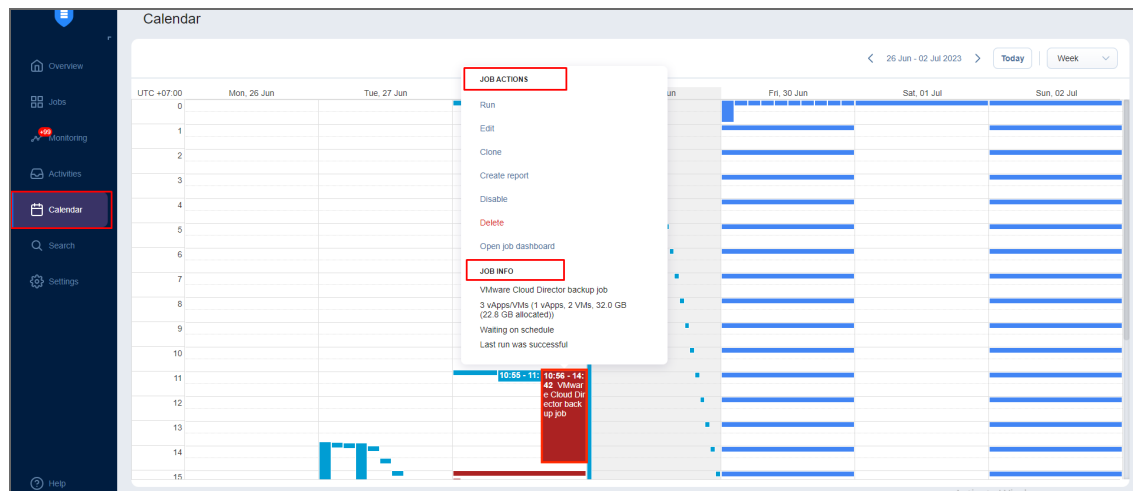 Calendar
Overview
Jobs
+99
Monitoring
Activities
Calendar
Search
Settings
Help
26 Jun - 02 Jul 2023
Today
Week
UTC +07:00
Mon, 26 Jun
Tue, 27 Jun
un
Fri, 30 Jun
Sat, 01 Jul
Sun, 02 Jul
0
1
2
3
4
5
6
7
8
9
10
11
12
13
14
15
JOB ACTIONS
Run
Edit
Clone
Create report
Disable
Delete
Open job dashboard
JOB INFO
VMware Cloud Director backup job
3 vApps/VMs (1 vApps, 2 VMs, 32.0 GB
(22.8 GB allocated))
Waiting on schedule
Last run was successful
10:55 - 11:
10:56 - 14:
42 VMwar
e Cloud Dir
ector back
up job